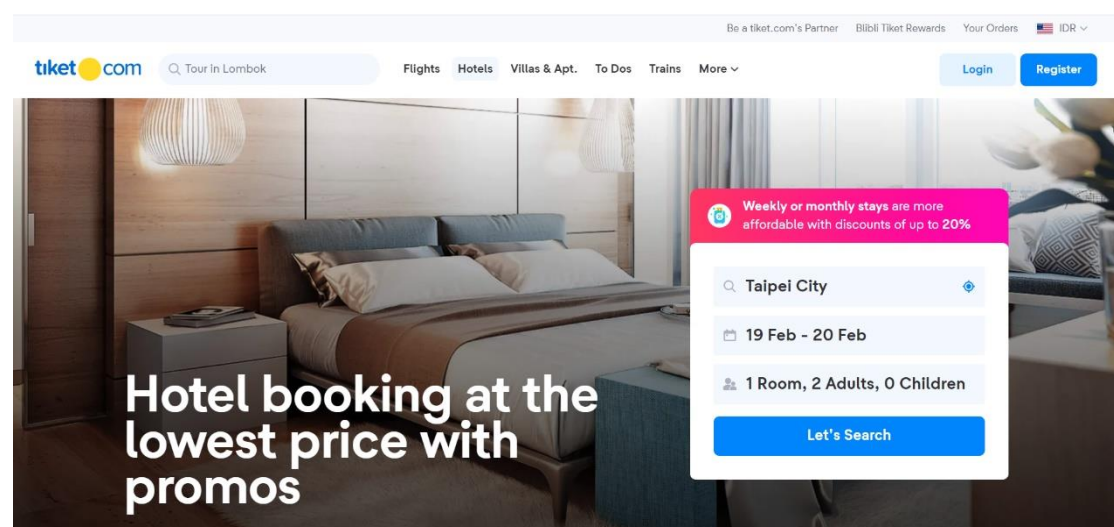 Be a tiket.com's Partner Blibli Tiket Rewards Your Orders IDR
tiket com Tour in Lombok Flights Hotels Villas & Apt. To Dos Trains More Login Register
Weekly or monthly stays are more
affordable with discounts of up to 20%
Taipei City
19 Feb - 20 Feb
1 Room, 2 Adults, 0 Children
Let's Search
Hotel booking at the
lowest price with
promos